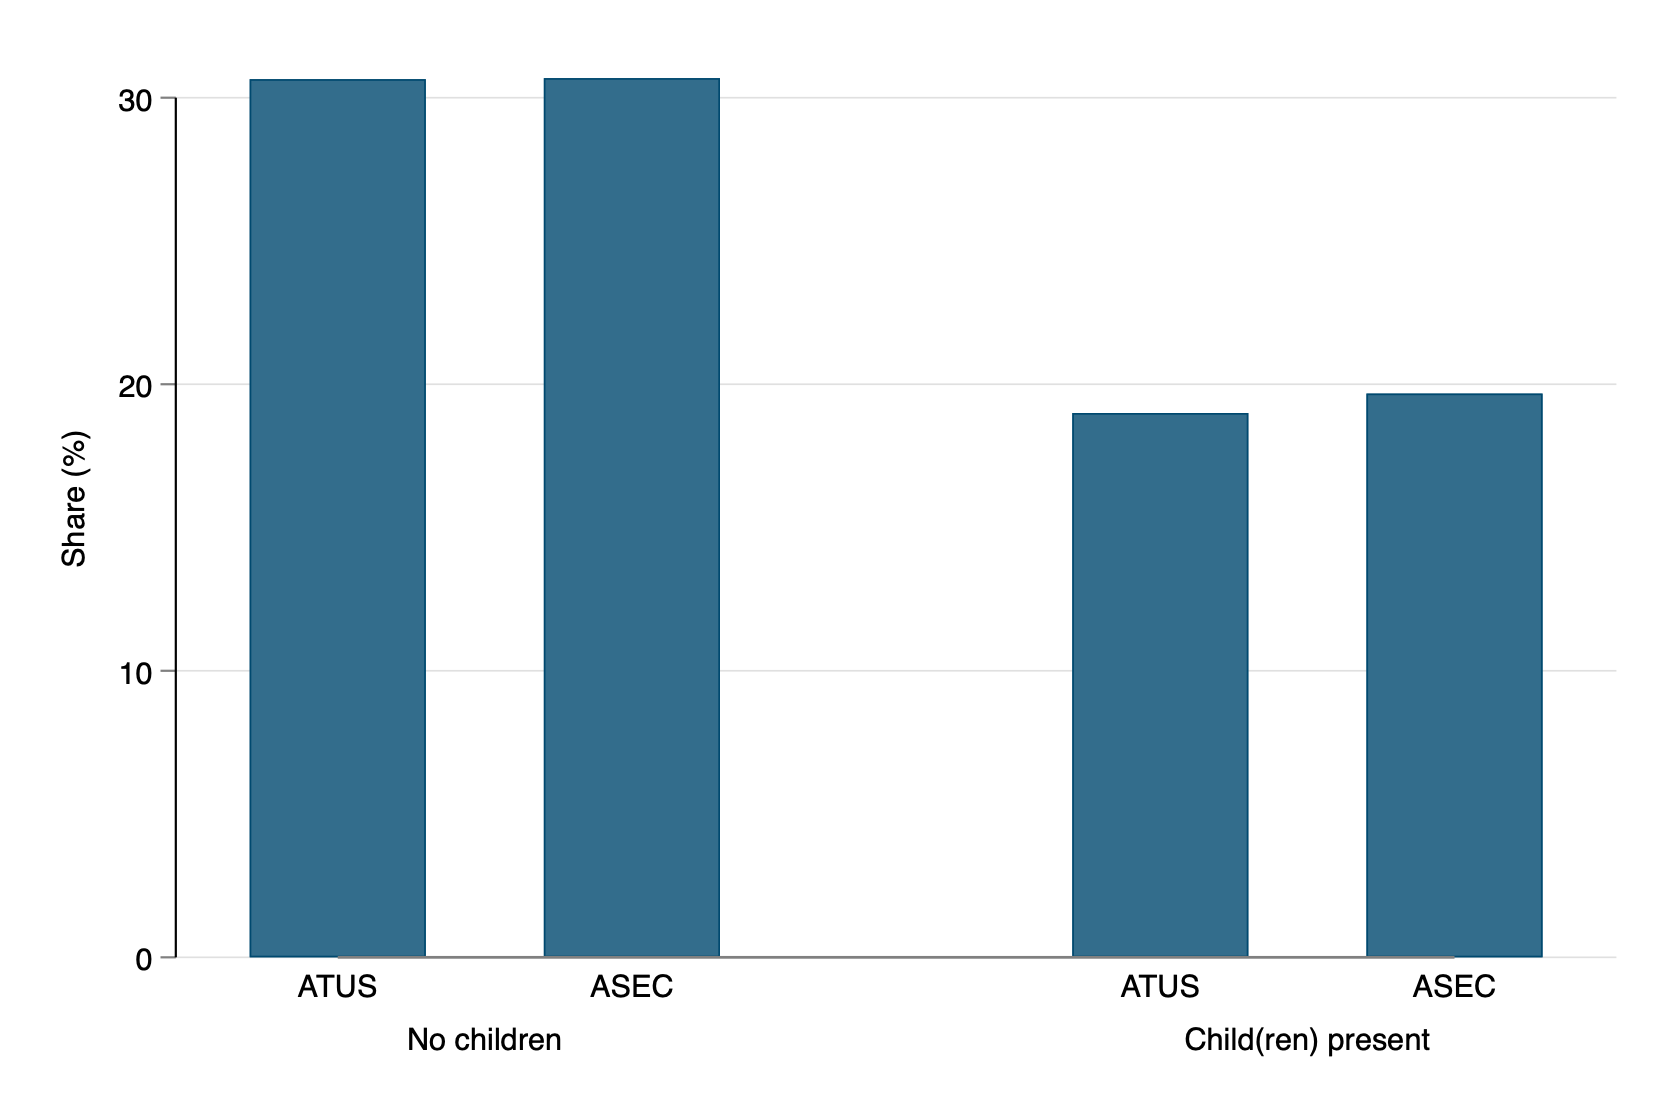 Share (%)
30
20
10
0
ATUS ASEC ATUS ASEC
No children Child(ren) present